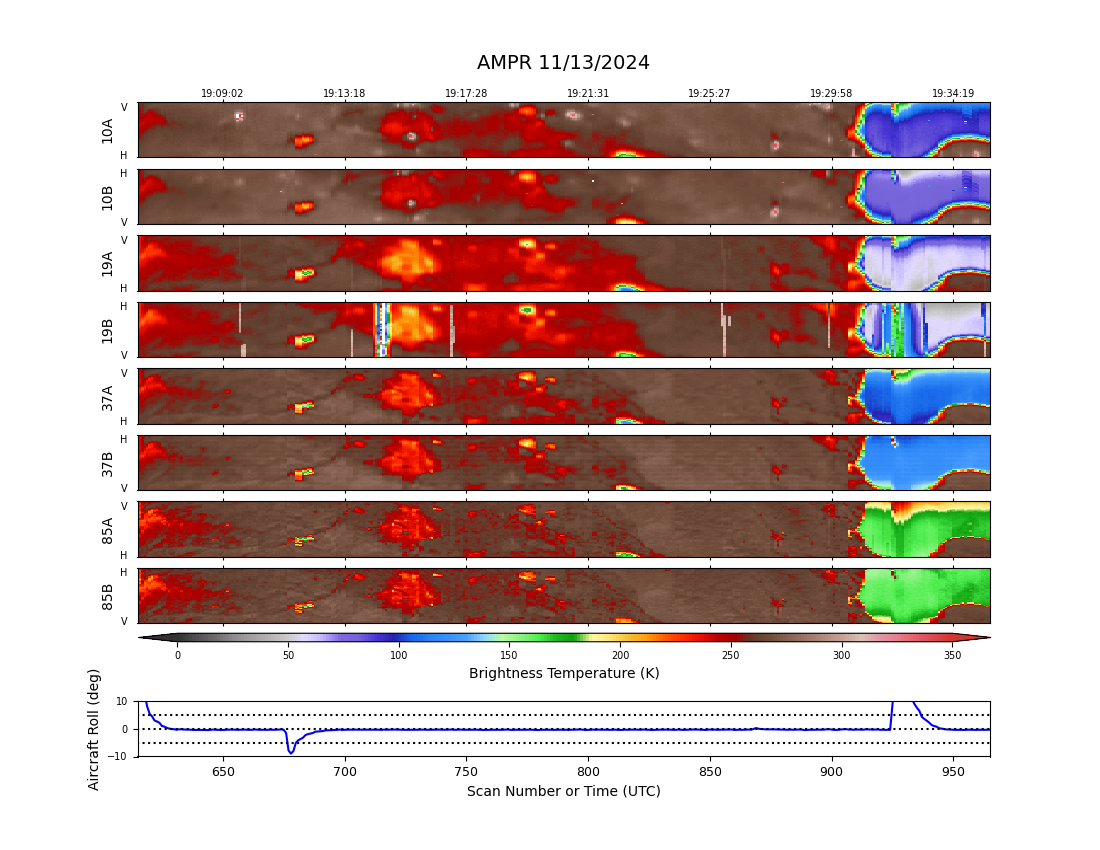 AMPR 11/13/2024
19:09:02 19:13:18 19:17:28 19:21:31 19:25:27 19:29:58 19:34:19
V
10A
H
H
10B
V
V
19A
H
H
19B
V
V
37A
H
H
37B
V
V
85A
H
H
85B
V
0 50 100 150 200 250 300 350
Brightness Temperature (K)
Aircraft Roll (deg)
10
0
−10
650 700 750 800 850 900 950
Scan Number or Time (UTC)